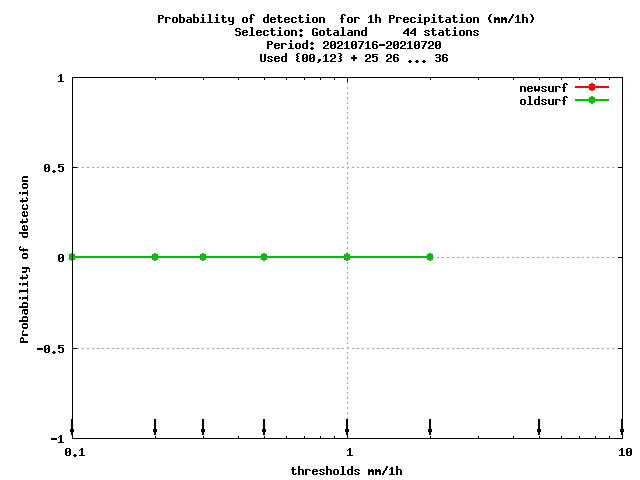 Probability of detection  for 1h Precipitation (mm/1h)
Selection: Gotaland     44 stations
Period: 20210716-20210720
Used {00,12} + 25 26 ... 36
newsurf
oldsurf
1
0.5
0
-0.5
-1
Probability of detection
0.1
1
10
thresholds mm/1h